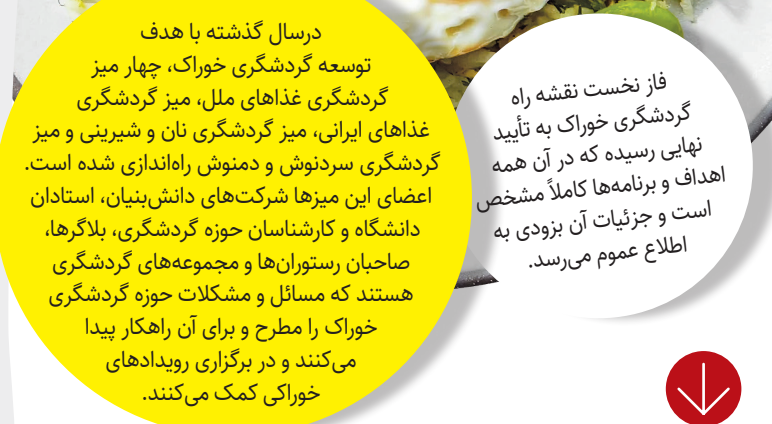 فاز نخست نقشه راه
گردشگری خوراک به تأیید
نهایی رسیده که در آن همه
اهداف و برنامه‌ها کاملاً مشخص
است و جزئیات آن بزودی به
اطلاع عموم می‌رسد.
درسال گذشته با هدف
توسعه گردشگری خوراک، چهار میز
گردشگری غذاهای ملل، میز گردشگری
غذاهای ایرانی، میز گردشگری نان و شیرینی و میز
گردشگری سردنوش و دمنوش راه‌اندازی شده است.
اعضای این میزها شرکت‌های دانش‌بنیان، استادان
دانشگاه و کارشناسان حوزه گردشگری، بلاگرها،
صاحبان رستوران‌ها و مجموعه‌های گردشگری
هستند که مسائل و مشکلات حوزه گردشگری
خوراک را مطرح و برای آن راهکار پیدا
می‌کنند و در برگزاری رویدادهای
خوراکی کمک می‌کنند.